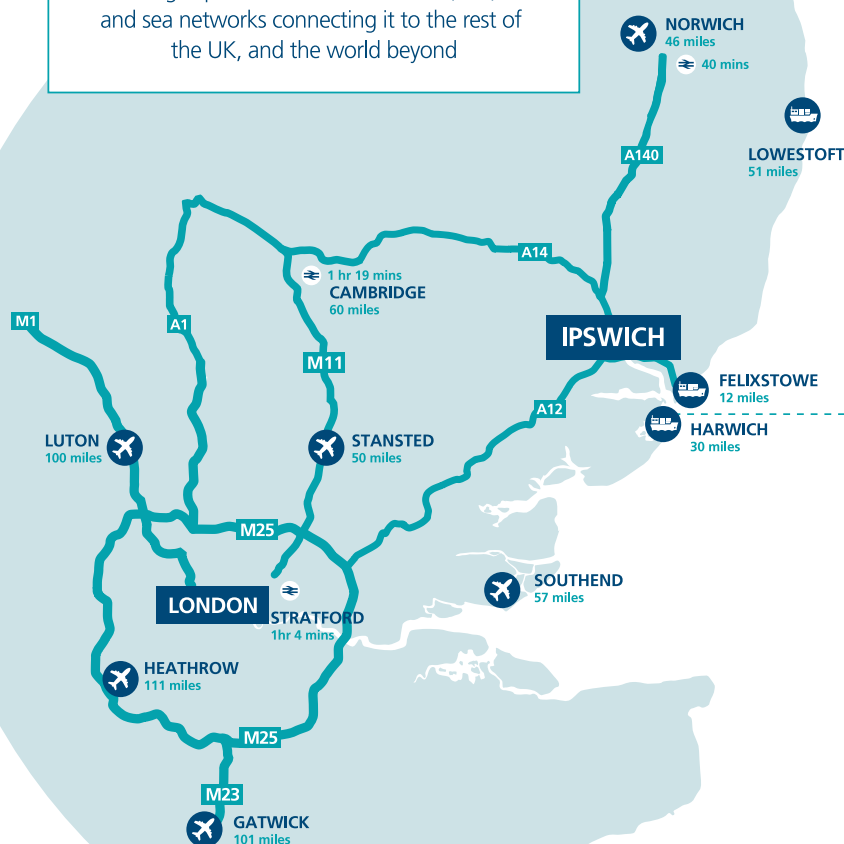 and sea networks connecting it to the rest of
the UK, and the world beyond
NORWICH
46 miles
40 mins
LOWESTOFT
51 miles
A140
A14
1 hr 19 mins
CAMBRIDGE
60 miles
M1
A1
IPSWICH
M11
FELIXSTOWE
12 miles
A12
HARWICH
30 miles
LUTON
100 miles
STANSTED
50 miles
M25
SOUTHEND
57 miles
LONDON
STRATFORD
1hr 4 mins
HEATHROW
111 miles
M25
M23
GATWICK
101 miles